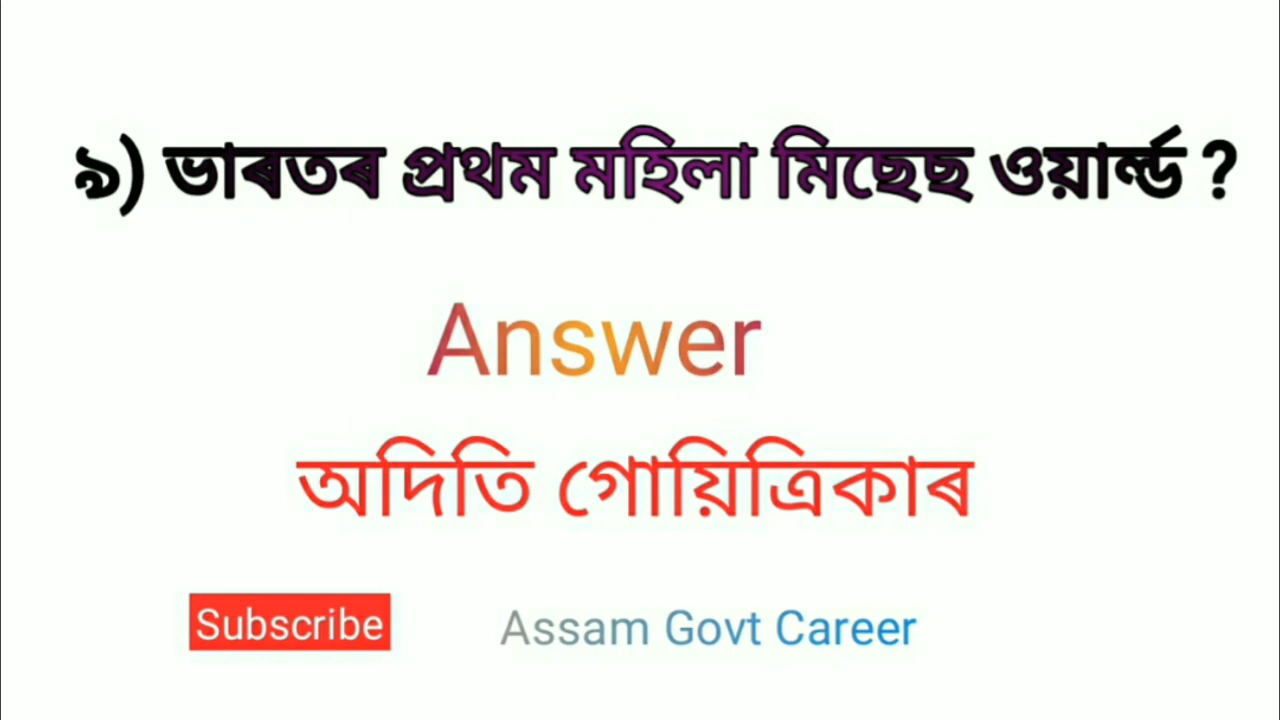 ৯) ভাৰতৰ প্ৰথম মহিলা মিছেছ ওয়াৰ্ল্ড ?
Answer
অদিতি গোয়িত্ৰিকাৰ
Subscribe
Assam Govt Career